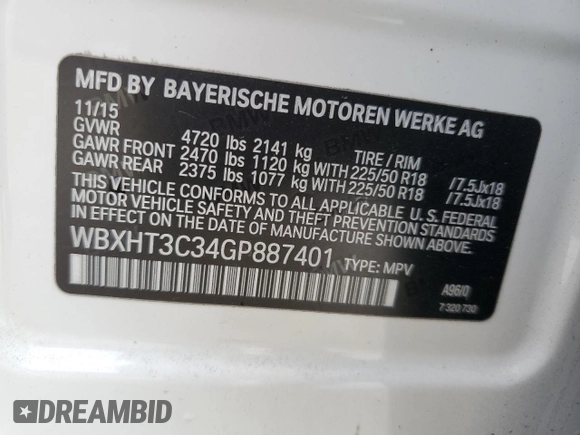 MFD BY BAYERISCHE MOTOREN WERKE AG
11/15
GVWR 4720 lbs 2141 kg TIRE / RIM
GAWR FRONT 2470 lbs 1120 kg WITH 225/50 R18 /7.5Jx18
GAWR REAR 2375 lbs 1077 kg WITH 225/50 R18 /7.5Jx18
THIS VEHICLE CONFORMS TO ALL APPLICABLE U. S. FEDERAL
MOTOR VEHICLE SAFETY, BUMPER, AND THEFT PREVENTION
STANDARDS IN EFFECT ON THE DATE OF MANUFACTURE
SHOWN ABOVE.
WBXHT3C34GP887401 TYPE: MPV
A96/0
7 320 730
DREAMBID